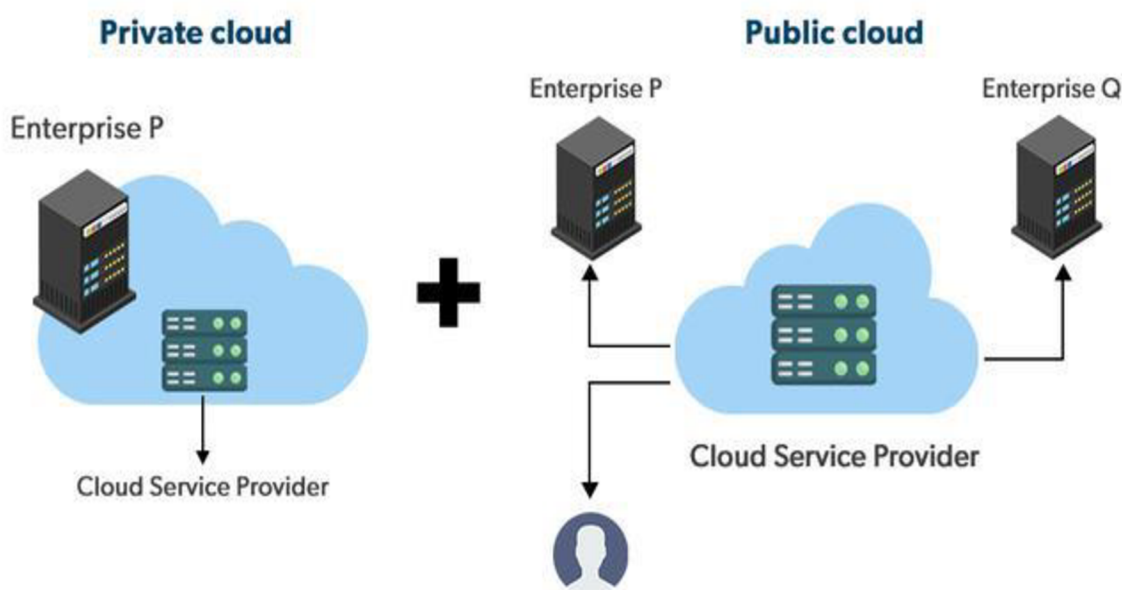 Private cloud
Public cloud
Enterprise P
Enterprise P
Enterprise Q
Cloud Service Provider
Cloud Service Provider